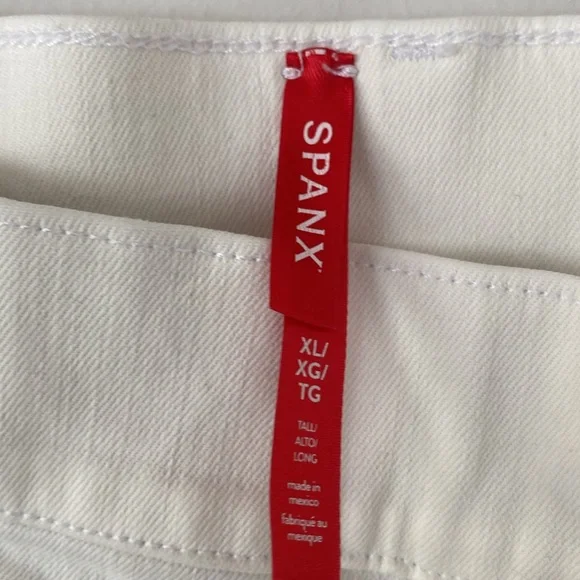 SPANX
XL/
XG/
TG
TALL/
ALTO/
LONG
made in
mexico
fabriqué au
mexique